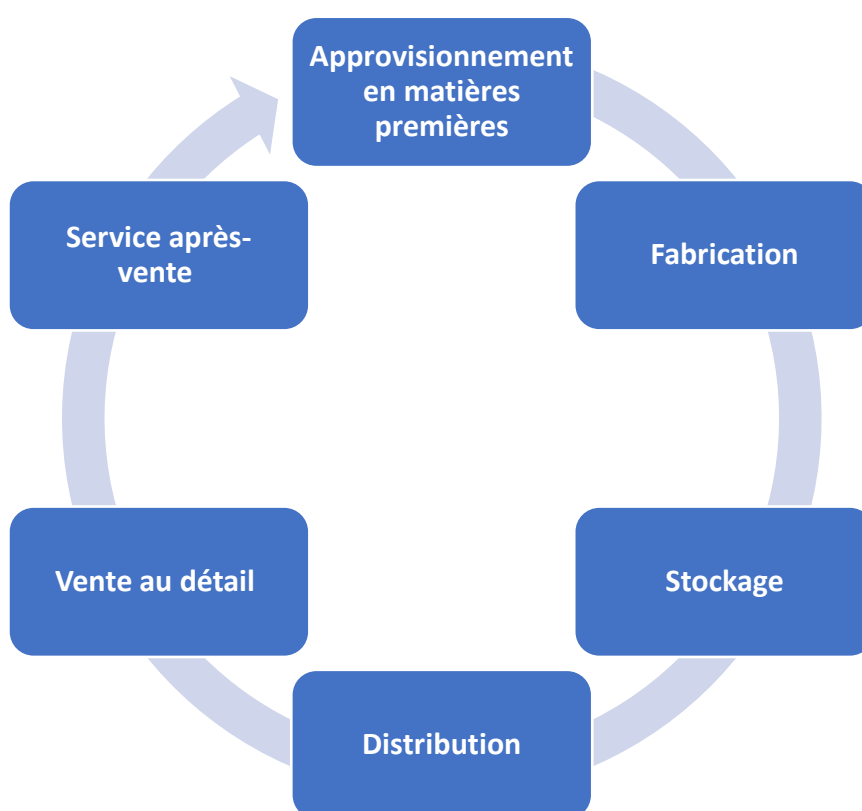 Approvisionnement
en matières
premières
Fabrication
Stockage
Distribution
Vente au détail
Service après-
vente